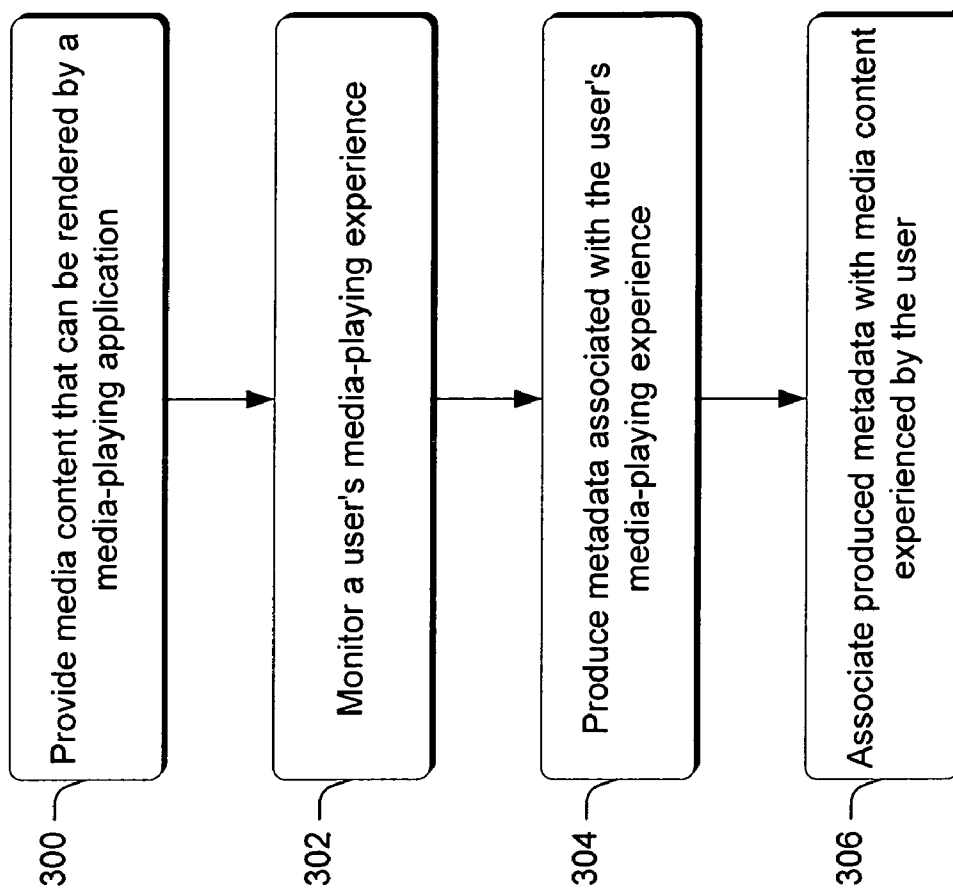 300
Provide media content that can be rendered by a
media-playing application
302
Monitor a user's media-playing experience
304
Produce metadata associated with the user's
media-playing experience
306
Associate produced metadata with media content
experienced by the user